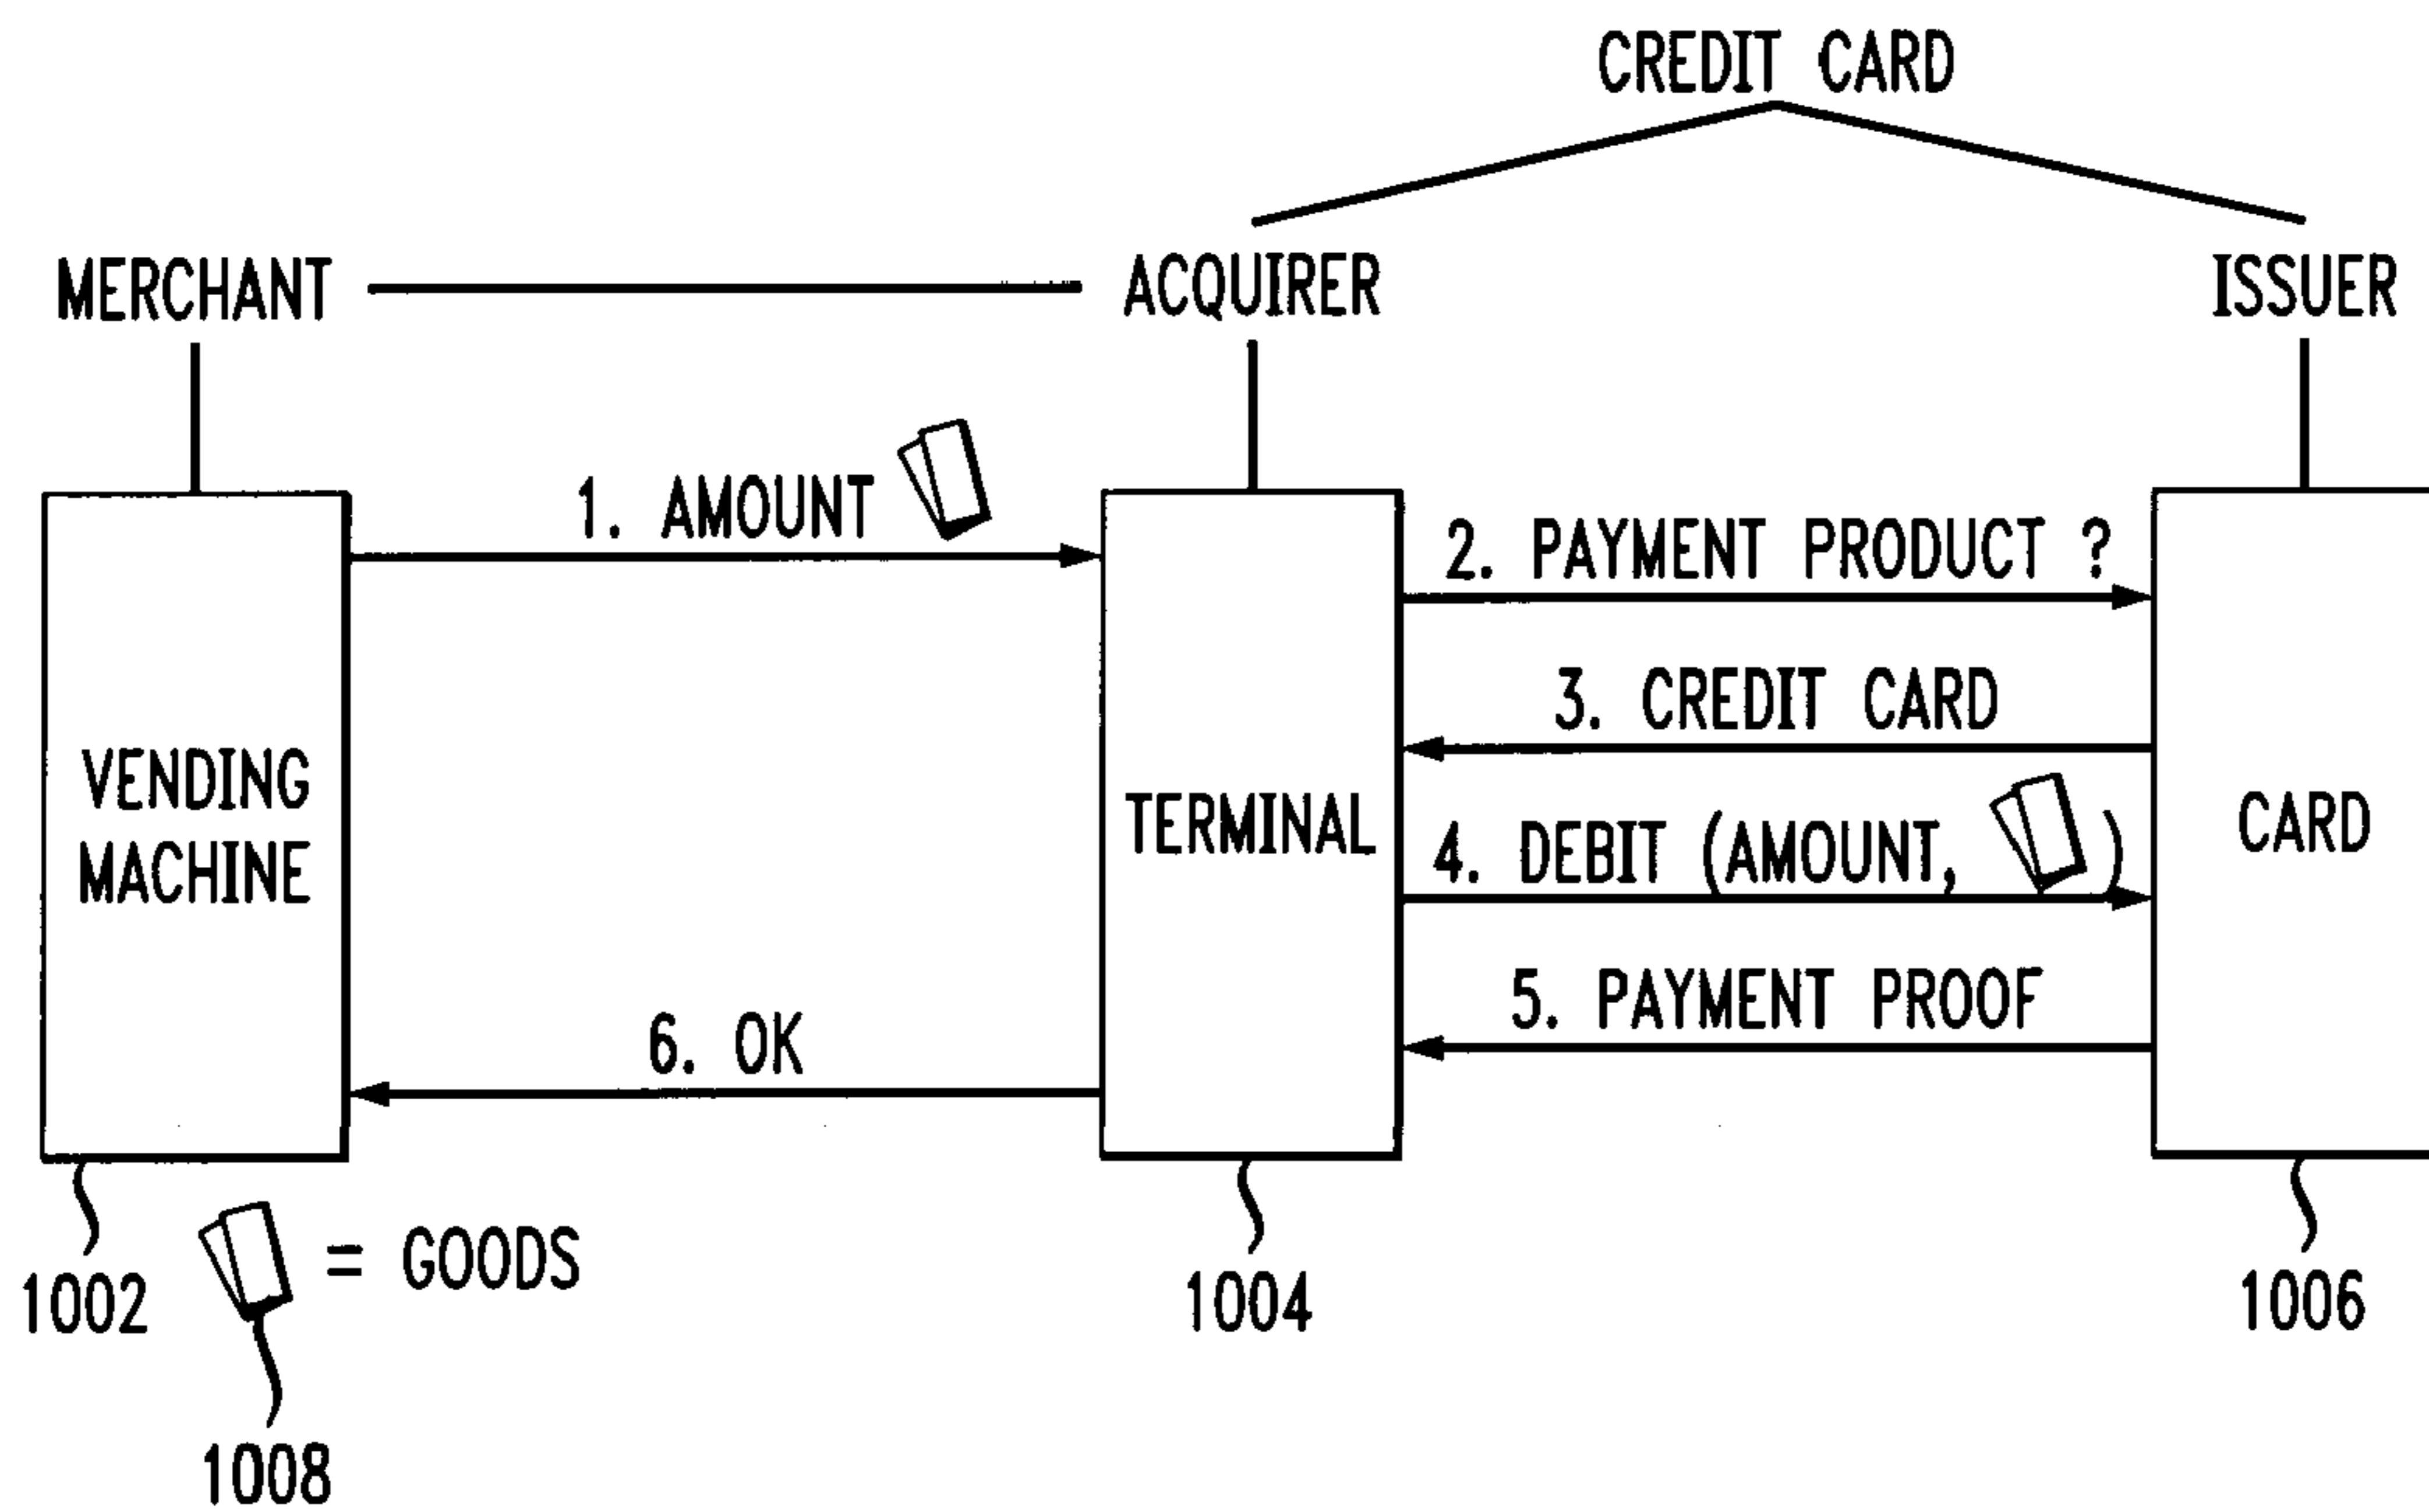 CREDIT CARD
MERCHANT
ACQUIRER
ISSUER
1. AMOUNT
2. PAYMENT PRODUCT ?
3. CREDIT CARD
VENDING
MACHINE
TERMINAL
4. DEBIT (AMOUNT, )
CARD
5. PAYMENT PROOF
6. OK
= GOODS
1002
1004
1006
1008